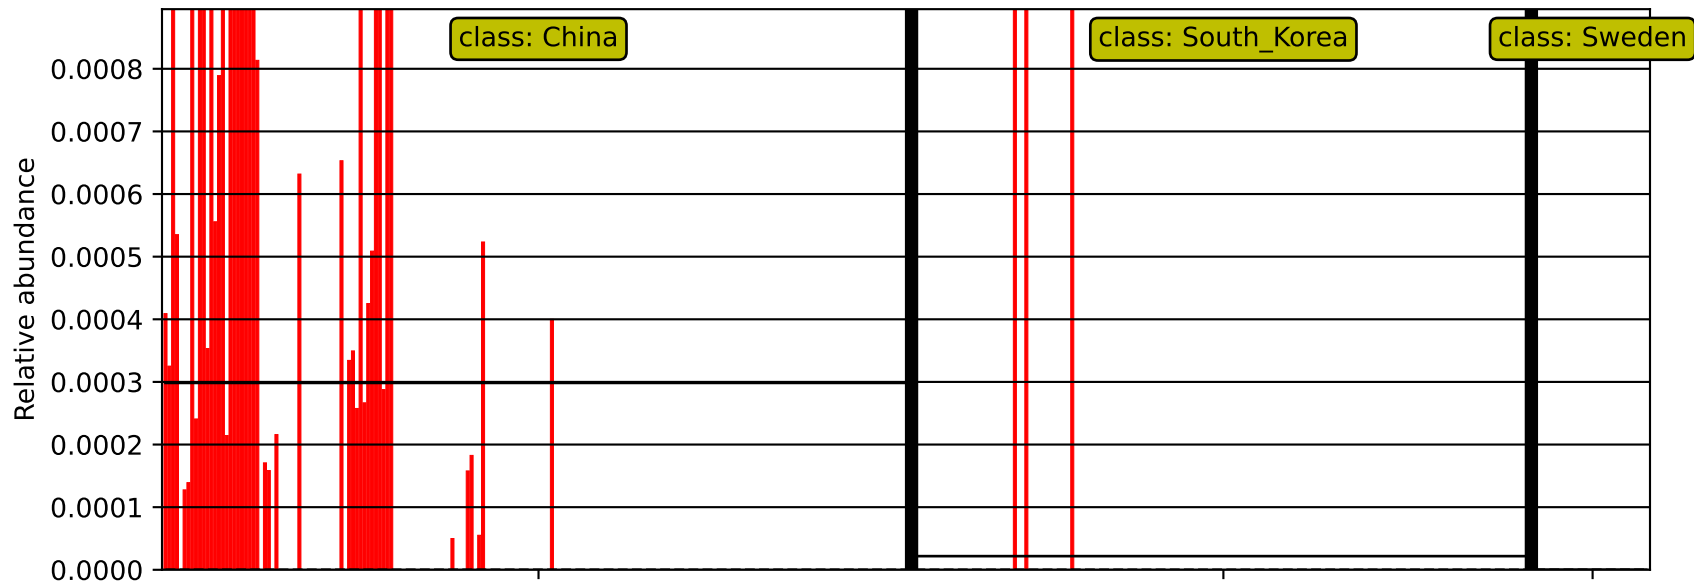 class: China
class: South_Korea
class: Sweden
Relative abundance
0.0008
0.0007
0.0006
0.0005
0.0004
0.0003
0.0002
0.0001
0.0000